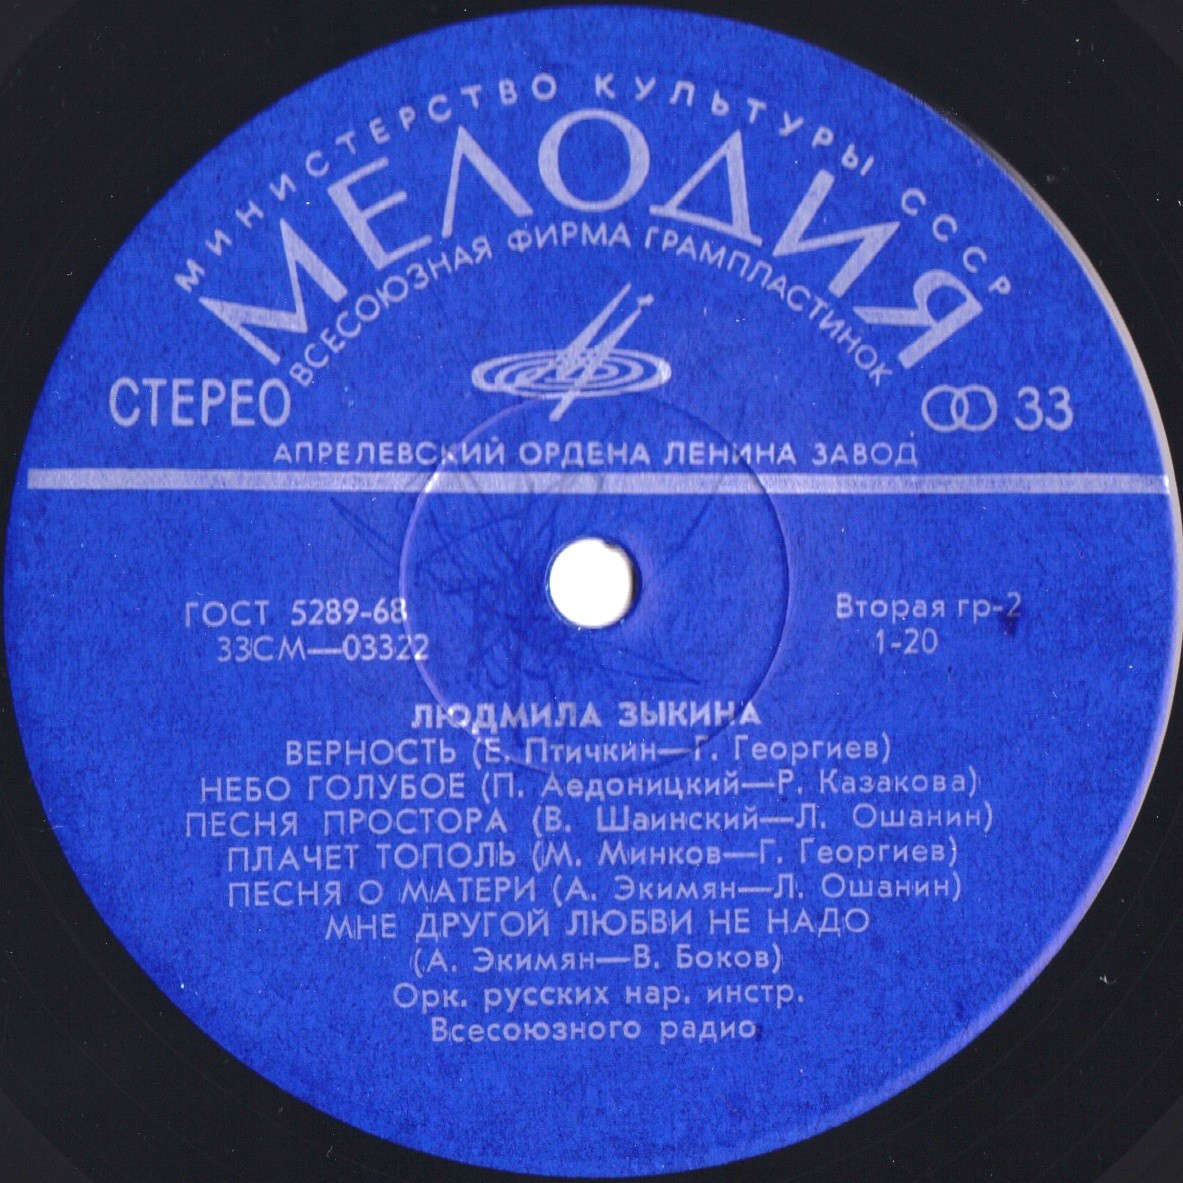 МИНИСТЕРСТВО КУЛЬТУРЫ СССР
МЕЛОДИЯ
ВСЕСОЮЗНАЯ ФИРМА ГРАМПЛАСТИНОК
СТЕРЕО
33
АПРЕЛЕВСКИЙ ОРДЕНА ЛЕНИНА ЗАВОД
ГОСТ 5289-68
33СМ—03322
Вторая гр-2
1-20
ЛЮДМИЛА ЗЫКИНА
ВЕРНОСТЬ (Е. Птичкин—Г. Георгиев)
НЕБО ГОЛУБОЕ (П. Аедоницкий—Р. Казакова)
ПЕСНЯ ПРОСТОРА (В. Шаинский—Л. Ошанин)
ПЛАЧЕТ ТОПОЛЬ (М. Минков—Г. Георгиев)
ПЕСНЯ О МАТЕРИ (А. Экимян—Л. Ошанин)
МНЕ ДРУГОЙ ЛЮБВИ НЕ НАДО
(А. Экимян—В. Боков)
Орк. русских нар. инстр.
Всесоюзного радио